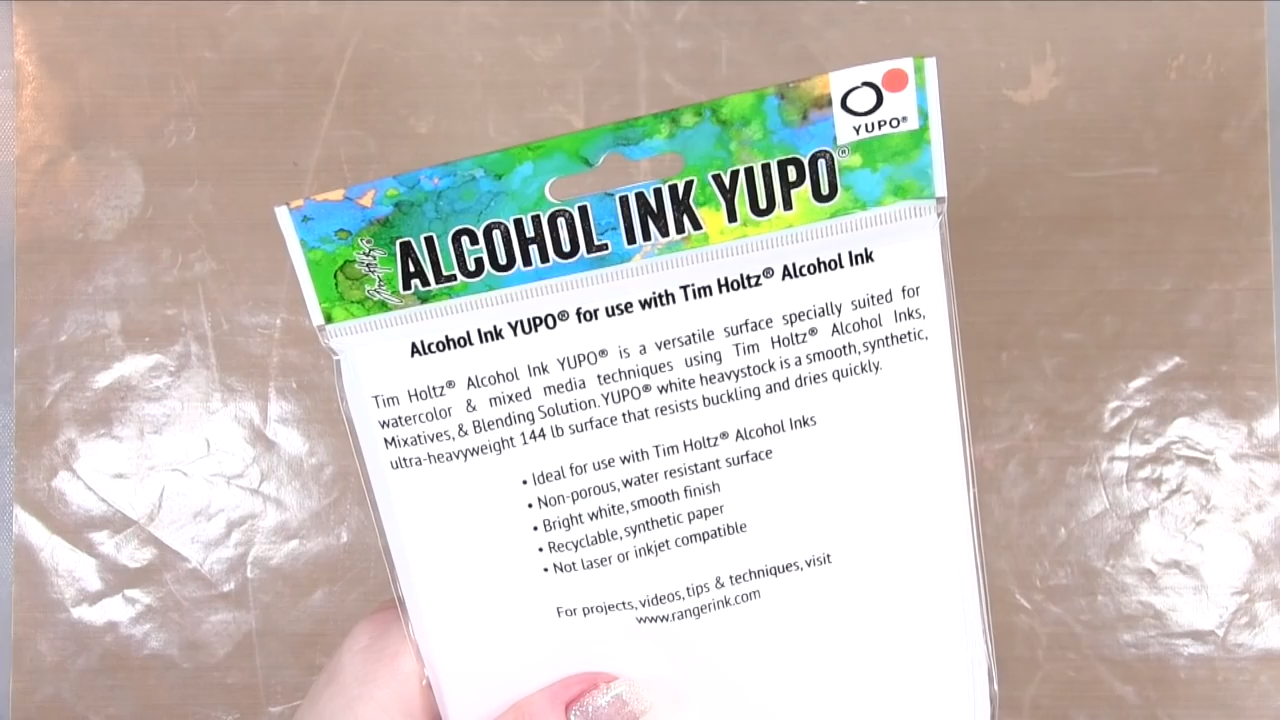 YUPO®
Tim Holtz®
ALCOHOL INK YUPO®
Alcohol Ink YUPO® for use with Tim Holtz® Alcohol Ink
Tim Holtz® Alcohol Ink YUPO® is a versatile surface specially suited for
watercolor & mixed media techniques using Tim Holtz® Alcohol Inks,
Mixatives, & Blending Solution. YUPO® white heavystock is a smooth, synthetic,
ultra-heavyweight 144 lb surface that resists buckling and dries quickly.
• Ideal for use with Tim Holtz® Alcohol Inks
• Non-porous, water resistant surface
• Bright white, smooth finish
• Recyclable, synthetic paper
• Not laser or inkjet compatible
For projects, videos, tips & techniques, visit
www.rangerink.com